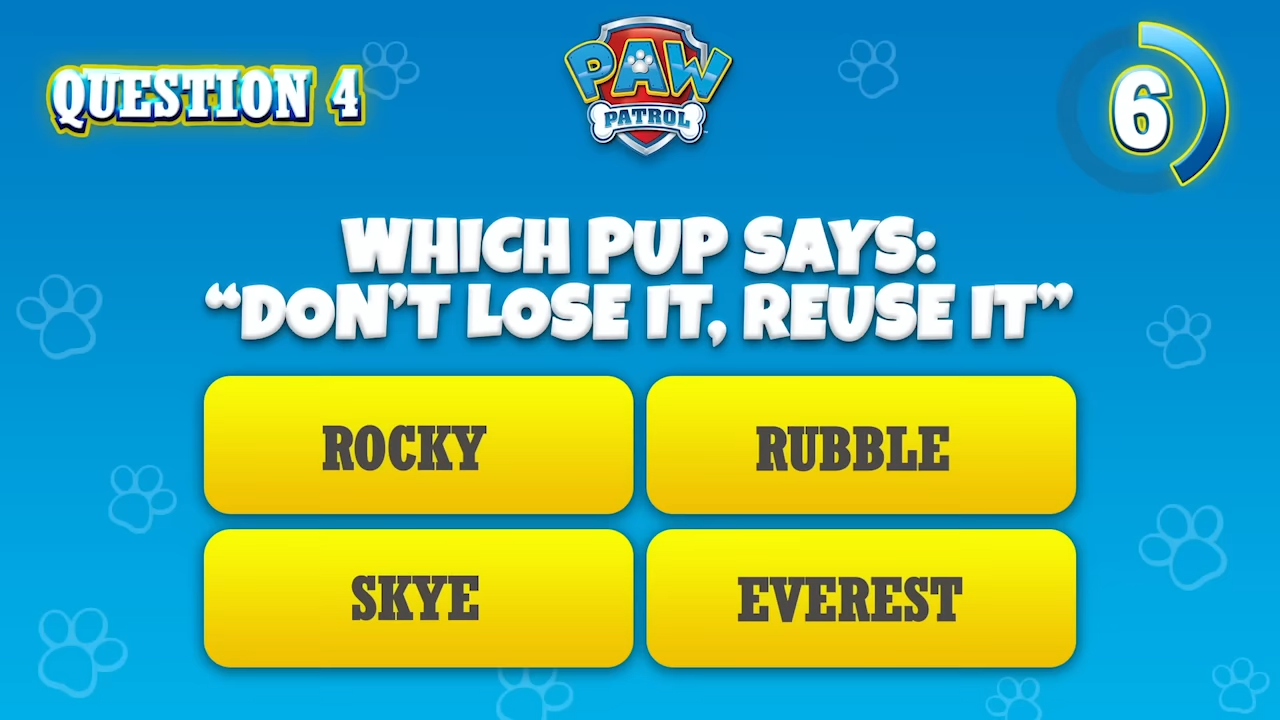 QUESTION 4
PAW
PATROL
6
WHICH PUP SAYS:
“DON’T LOSE IT, REUSE IT”
ROCKY
RUBBLE
SKYE
EVEREST